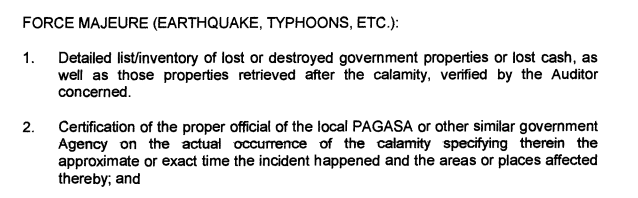 FORCE MAJEURE (EARTHQUAKE, TYPHOONS, ETC.):
1. Detailed list/inventory of lost or destroyed government properties or lost cash, as
well as those properties retrieved after the calamity, verified by the Auditor
concerned.
2. Certification of the proper official of the local PAGASA or other similar government
Agency on the actual occurrence of the calamity specifying therein the
approximate or exact time the incident happened and the areas or places affected
thereby; and